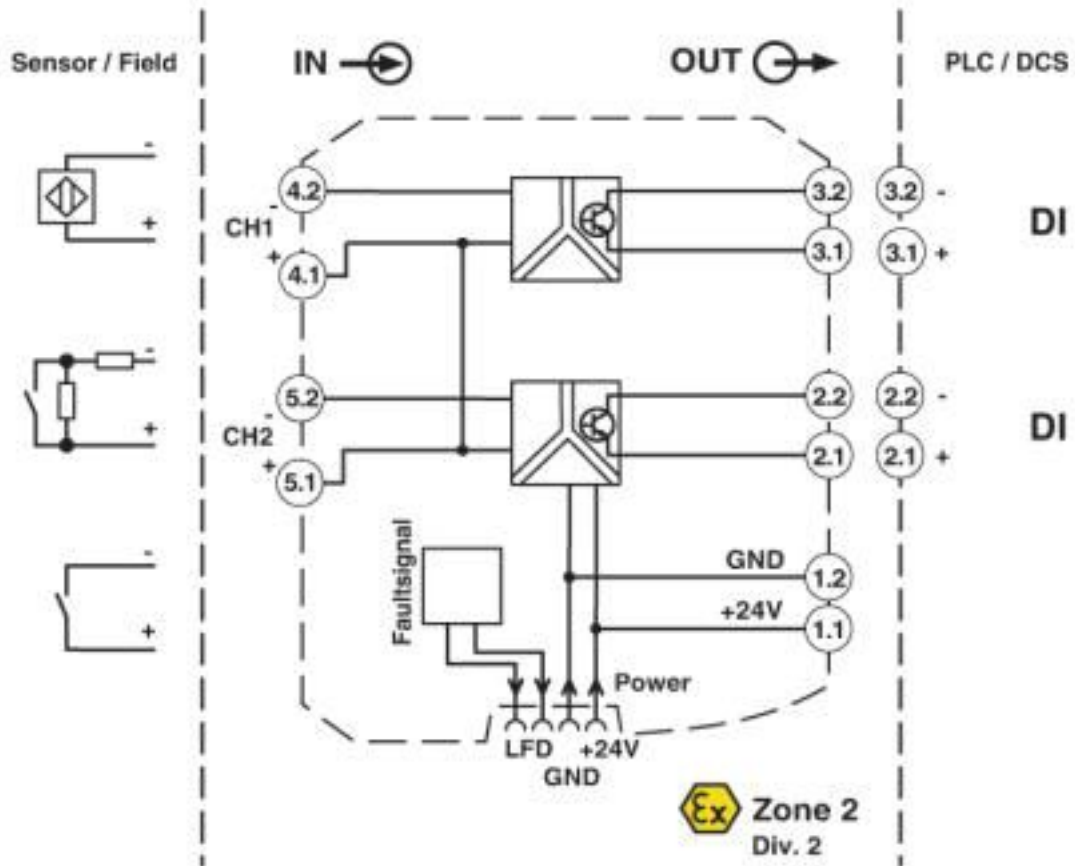 Sensor / Field
IN
OUT
PLC / DCS
-
+
4.2
-
CH1
+
4.1
3.2
3.1
3.2 -
3.1 +
DI
-
+
5.2
-
CH2
+
5.1
2.2
2.1
2.2 -
2.1 +
DI
-
+
Faultsignal
GND
1.2
+24V
1.1
Power
LFD
+24V
GND
Ex
Zone 2
Div. 2